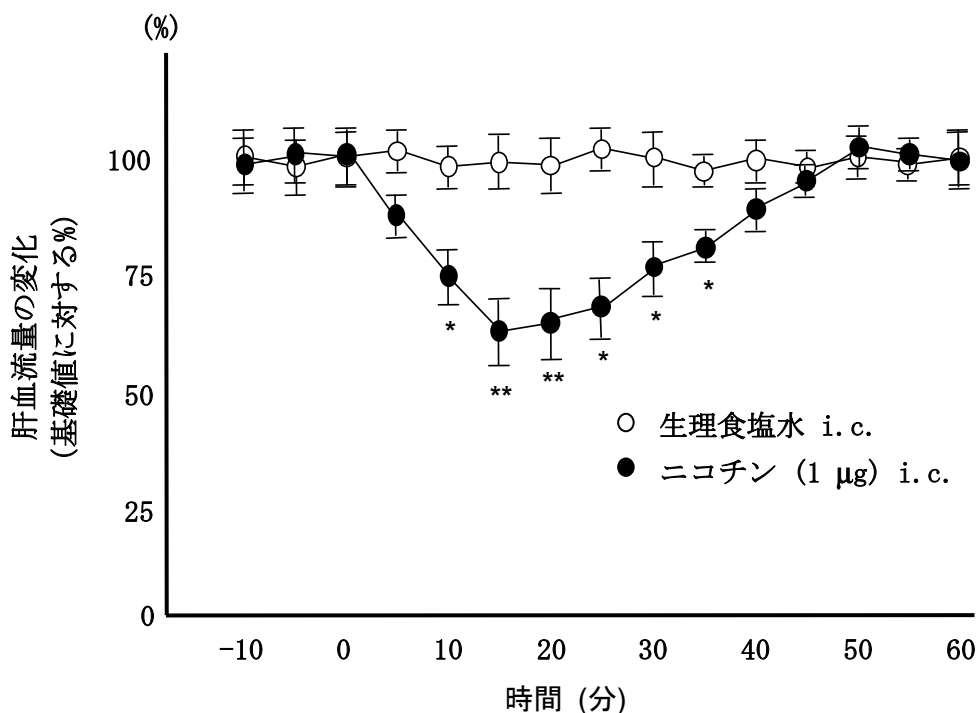 (%)
100
75
50
25
0
肝血流量の変化
(基礎値に対する%)
*
**
**
*
*
*
生理食塩水 i.c.
ニコチン (1 μg) i.c.
-10 0 10 20 30 40 50 60
時間 (分)